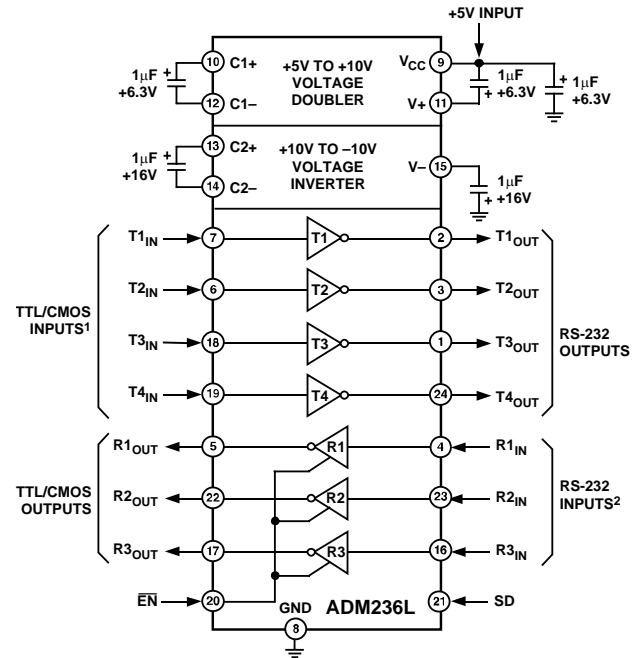 +5V INPUT
10 C1+ +5V TO +10V VOLTAGE DOUBLER VCC 9
1µF +6.3V +
12 C1– V+ 11
+ 1µF +6.3V
+ 1µF +6.3V
13 C2+ +10V TO –10V VOLTAGE INVERTER V– 15
1µF +16V +
14 C2–
1µF + +16V
T1IN 7 T1 2 T1OUT
T2IN 6 T2 3 T2OUT
TTL/CMOS INPUTS1
RS-232 OUTPUTS
T3IN 18 T3 1 T3OUT
T4IN 19 T4 24 T4OUT
R1OUT 5 R1 4 R1IN
TTL/CMOS OUTPUTS
R2OUT 22 R2 23 R2IN
RS-232 INPUTS2
R3OUT 17 R3 16 R3IN
EN 20 GND ADM236L 21 SD
8